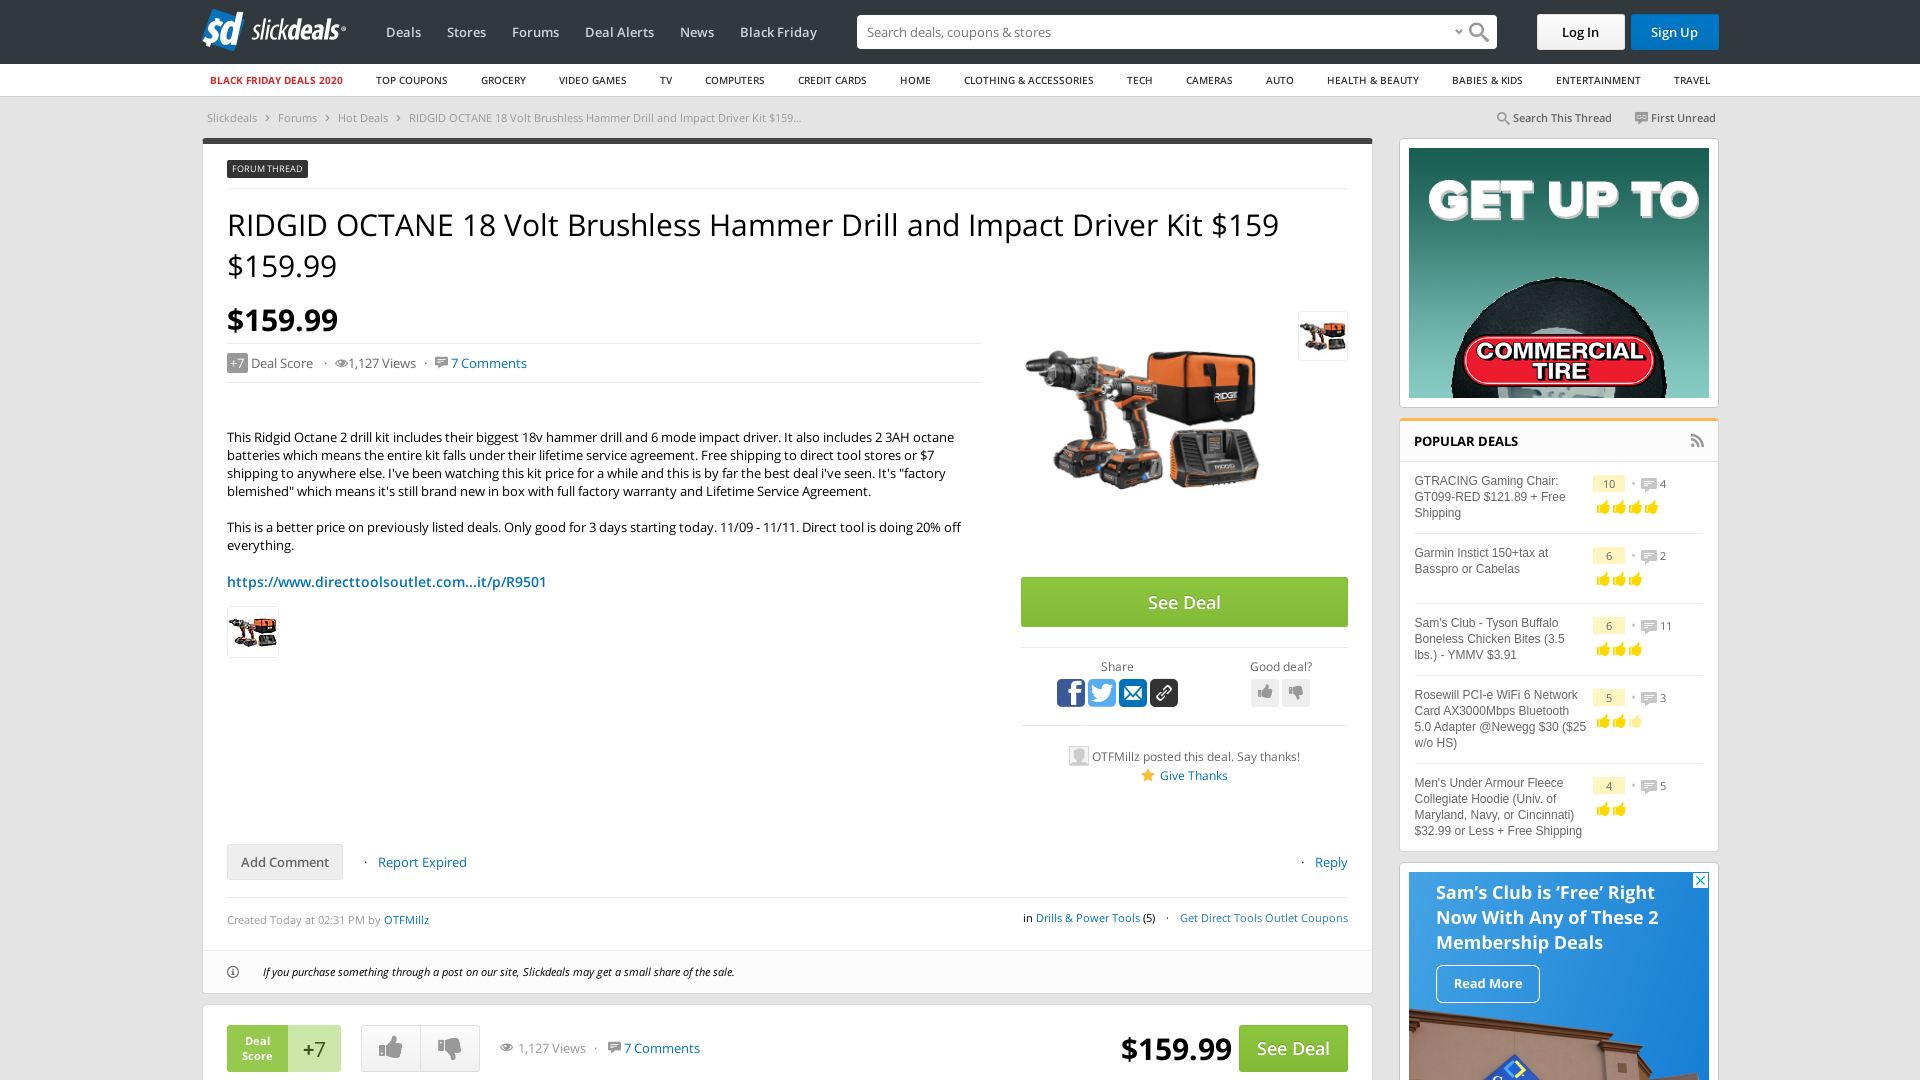 sd slickdeals
Deals Stores Forums Deal Alerts News Black Friday
Search deals, coupons & shopping
Log In
Sign Up
BLACK FRIDAY DEALS 2020 TOP COUPONS GROCERY VIDEO GAMES TV COMPUTERS CREDIT CARDS HOME CLOTHING & ACCESSORIES TECH CAMERAS AUTO HEALTH & BEAUTY BABIES & KIDS ENTERTAINMENT TRAVEL
Slickdeals > Forums > Hot Deals > RIDGID OCTANE 18 Volt Brushless Hammer Drill and Impact Driver Kit $159...
Search This Thread First Unread
FORUM THREAD
RIDGID OCTANE 18 Volt Brushless Hammer Drill and Impact Driver Kit $159
$159.99
$159.99
+7 Deal Score · 1,127 Views · 7 Comments
This Ridgid Octane 2 drill kit includes their biggest 18v hammer drill and 6 mode impact driver. It also includes 2 3AH octane
batteries which means the entire kit falls under their lifetime service agreement. Free shipping to direct tool stores or $7
shipping to anywhere else. I've been watching this kit price for a while and this is by far the best deal i've seen. It's "factory
blemished" which means it's still brand new in box with full factory warranty and Lifetime Service Agreement.
This is a better price on previously listed deals. Only good for 3 days starting today. 11/09 - 11/11. Direct tool is doing 20% off
everything.
https://www.directtoolsoutlet.com...it/p/R9501
RIDGID
See Deal
Share
Good deal?
OTFMillz posted this deal. Say thanks!
Give Thanks
Add Comment · Report Expired
· Reply
Created Today at 02:31 PM by OTFMillz
in Drills & Power Tools (5) · Get Direct Tools Outlet Coupons
If you purchase something through a post on our site, Slickdeals may get a small share of the sale.
Deal
Score
+7
1,127 Views · 7 Comments
$159.99
See Deal
GET UP TO
COMMERCIAL
TIRE
POPULAR DEALS
GTRACING Gaming Chair:
GT099-RED $121.89 + Free
Shipping
10 · 4
Garmin Instict 150+tax at
Basspro or Cabelas
6 · 2
Sam's Club - Tyson Buffalo
Boneless Chicken Bites (3.5
lbs.) - YMMV $3.91
6 · 11
Rosewill PCI-e WiFi 6 Network
Card AX3000Mbps Bluetooth
5.0 Adapter @Newegg $30 ($25
w/o HS)
5 · 3
Men's Under Armour Fleece
Collegiate Hoodie (Univ. of
Maryland, Navy, or Cincinnati)
$32.99 or Less + Free Shipping
4 · 5
Sam's Club is 'Free' Right
Now With Any of These 2
Membership Deals
Read More